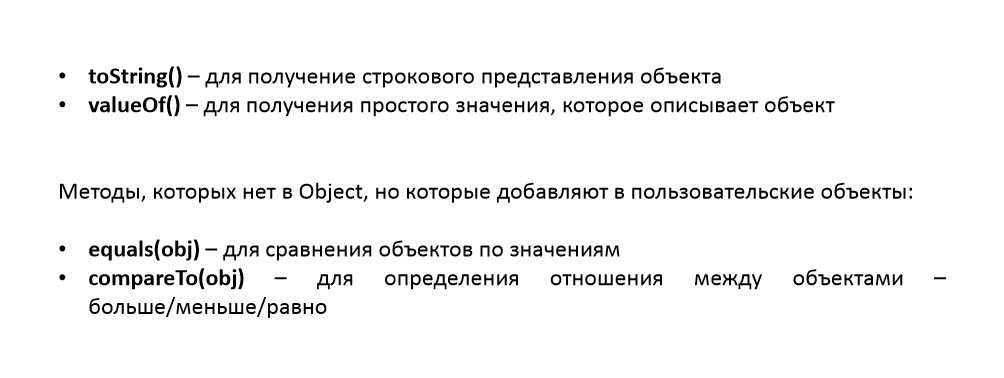 • toString() – для получение строкового представления объекта
• valueOf() – для получения простого значения, которое описывает объект
Методы, которых нет в Object, но которые добавляют в пользовательские объекты:
• equals(obj) – для сравнения объектов по значениям
• compareTo(obj) – для определения отношения между объектами –
больше/меньше/равно